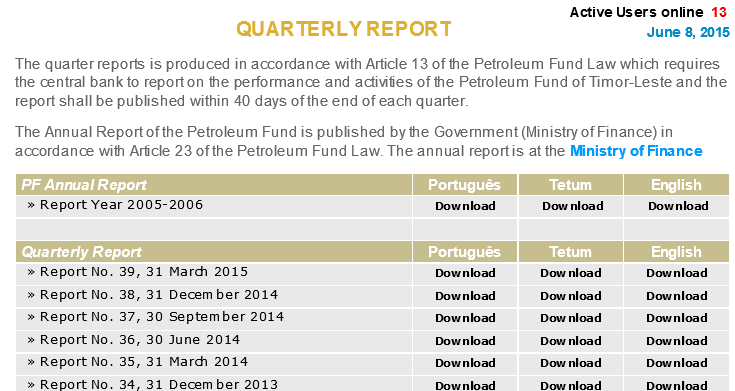 Active Users online 13
QUARTERLY REPORT
June 8, 2015
The quarter reports is produced in accordance with Article 13 of the Petroleum Fund Law which requires
the central bank to report on the performance and activities of the Petroleum Fund of Timor-Leste and the
report shall be published within 40 days of the end of each quarter.
The Annual Report of the Petroleum Fund is published by the Government (Ministry of Finance) in
accordance with Article 23 of the Petroleum Fund Law. The annual report is at the Ministry of Finance
PF Annual Report Português Tetum English
» Report Year 2005-2006 Download Download Download
Quarterly Report Português Tetum English
» Report No. 39, 31 March 2015 Download Download Download
» Report No. 38, 31 December 2014 Download Download Download
» Report No. 37, 30 September 2014 Download Download Download
» Report No. 36, 30 June 2014 Download Download Download
» Report No. 35, 31 March 2014 Download Download Download
» Report No. 34, 31 December 2013 Download Download Download